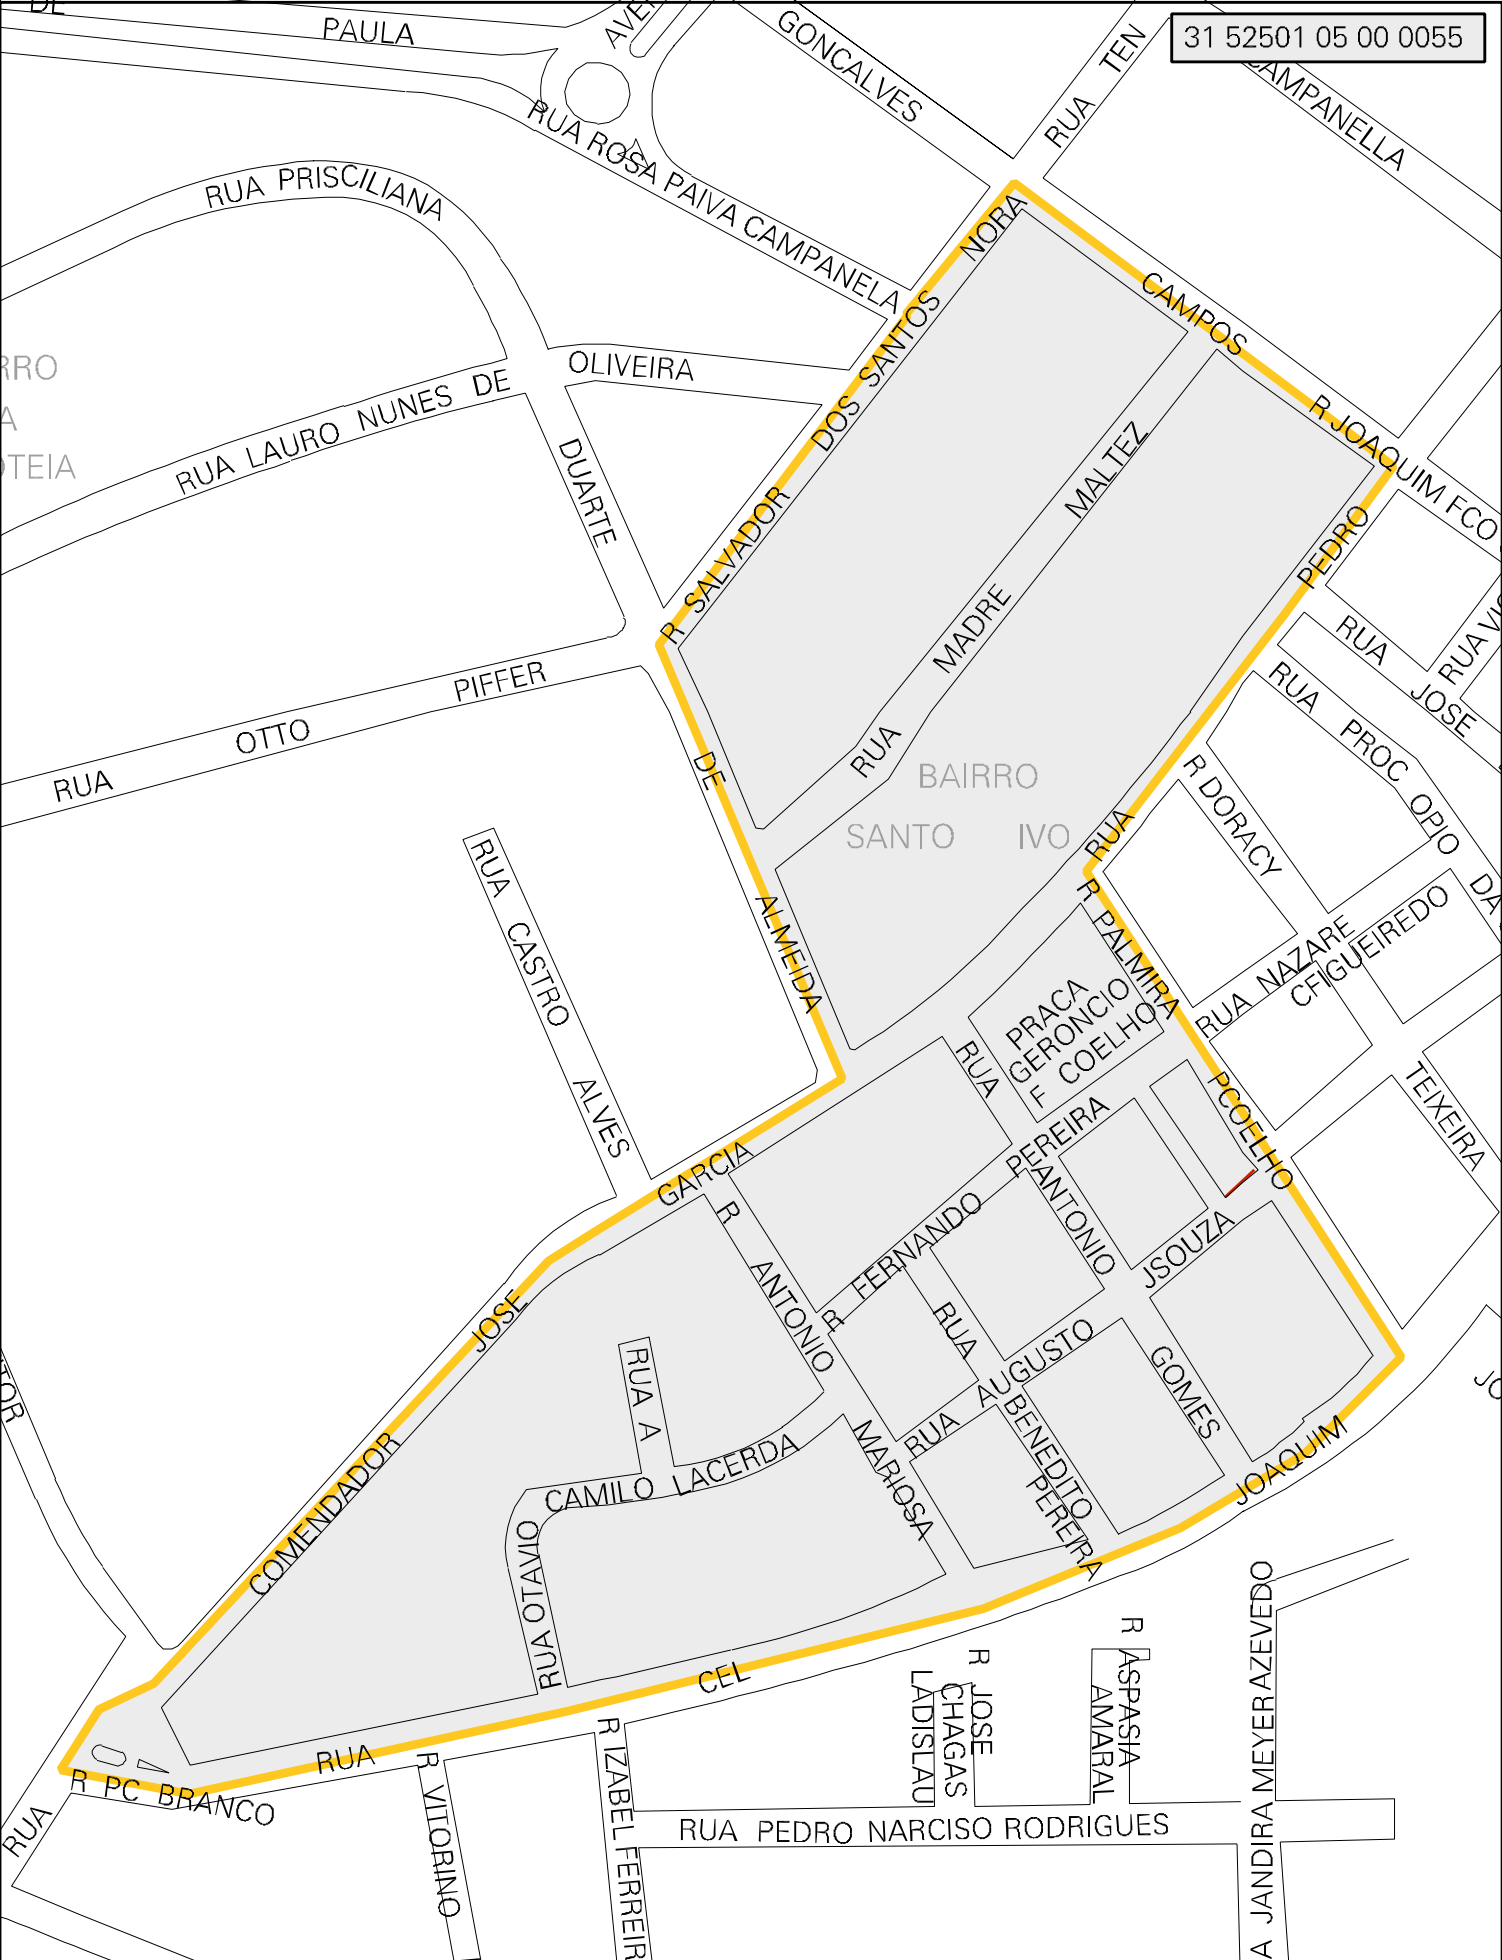 DE
PAULA
GONCALVES
RUA TEN
31 52501 05 00 0055
CAMPANELLA
RUA ROSA PAIVA CAMPANELA
RUA PRISCILIANA
DUARTE
RUA LAURO NUNES DE OLIVEIRA
RUA OTTO PIFFER
R SALVADOR DOS SANTOS NORA
CAMPOS
R JOAQUIM FCO
RUA PEDRO
RUA MADRE MALTEZ
RUA JOSE
RUA PROC OPIO DA
R DORACY
TEIXEIRA
BAIRRO
SANTO IVO
RUA CASTRO ALVES
R PALMIRA PCOELHO
RUA NAZARE
CFIGUEIREDO
PRACA
GERONCIO
F COELHO
COMENDADOR JOSE GARCIA
DE ALMEIDA
R FERNANDO PEREIRA
R ANTONIO MARIOSA
RUA ANTONIO GOMES
RUA AUGUSTO JSOUZA
RUA BENEDITO
PEREIRA
RUA A
RUA OTAVIO CAMILO LACERDA
RUA CEL JOAQUIM
R PC BRANCO
RUA
R VITORINO
R IZABEL FERREIR
R JOSE
CHAGAS
LADISLAU
R ASPASIA
AMARAL
A JANDIRA MEYER AZEVEDO
RUA PEDRO NARCISO RODRIGUES